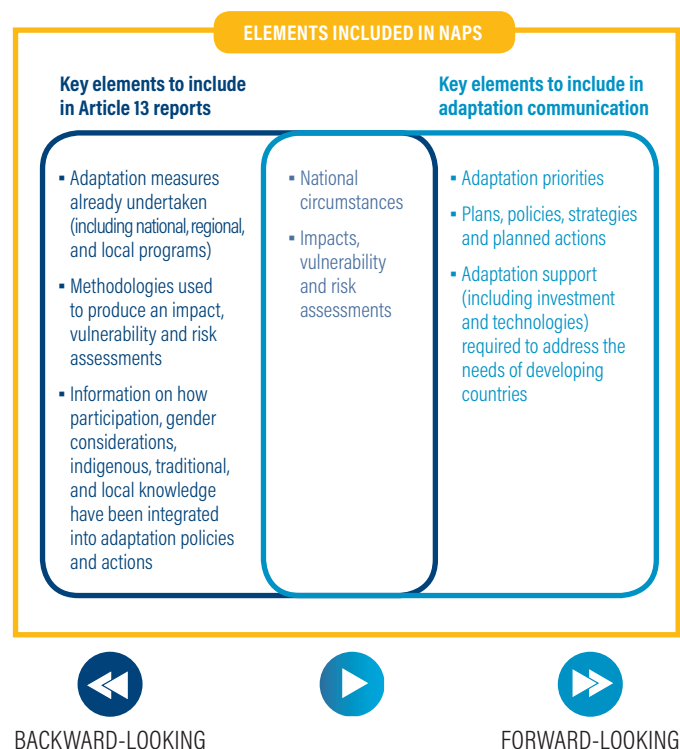 ELEMENTS INCLUDED IN NAPS
Key elements to include
in Article 13 reports
Key elements to include in
adaptation communication
▪ Adaptation measures
already undertaken
(including national, regional,
and local programs)
▪ Methodologies used
to produce an impact,
vulnerability and risk
assessments
▪ Information on how
participation, gender
considerations,
indigenous, traditional,
and local knowledge
have been integrated
into adaptation policies
and actions
▪ National
circumstances
▪ Impacts,
vulnerability
and risk
assessments
▪ Adaptation priorities
▪ Plans, policies, strategies
and planned actions
▪ Adaptation support
(including investment
and technologies)
required to address the
needs of developing
countries
BACKWARD-LOOKING
FORWARD-LOOKING